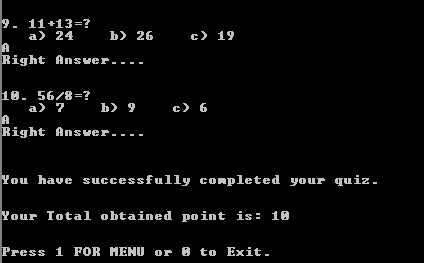 9. 11+13=?
a) 24 b) 26 c) 19
A
Right Answer....
10. 56/8=?
a) 7 b) 9 c) 6
A
Right Answer....
You have successfully completed your quiz.
Your Total obtained point is: 10
Press 1 FOR MENU or 0 to Exit.